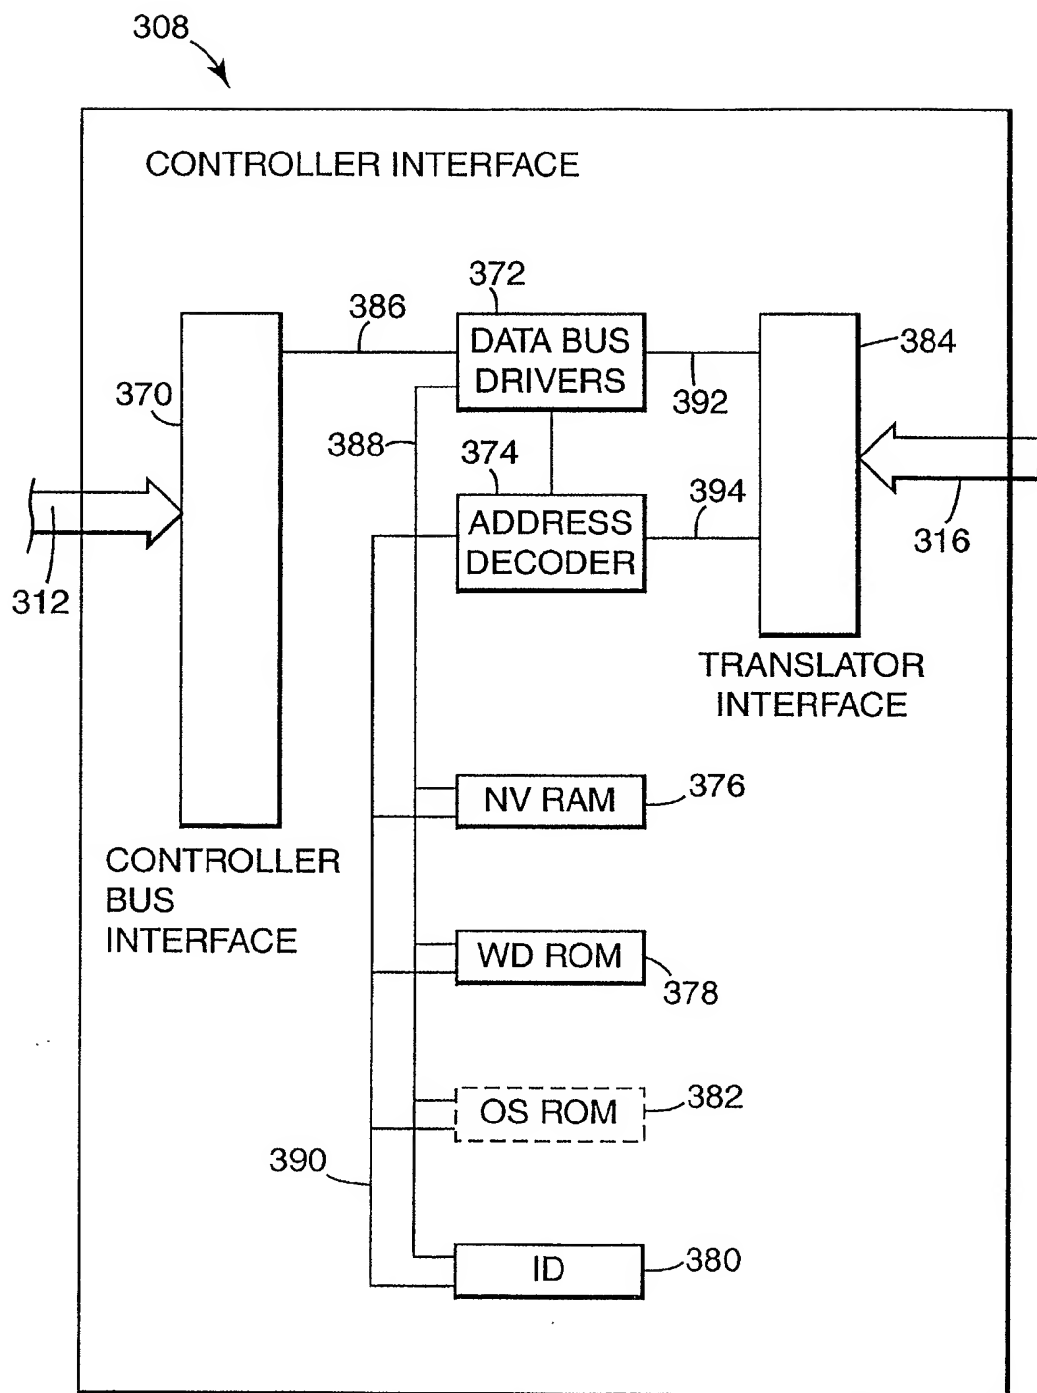 308
CONTROLLER INTERFACE
372
386
DATA BUS
DRIVERS
384
370
392
388
374
394
ADDRESS
DECODER
316
312
TRANSLATOR
INTERFACE
NV RAM
376
CONTROLLER
BUS
INTERFACE
WD ROM
378
OS ROM
382
390
ID
380